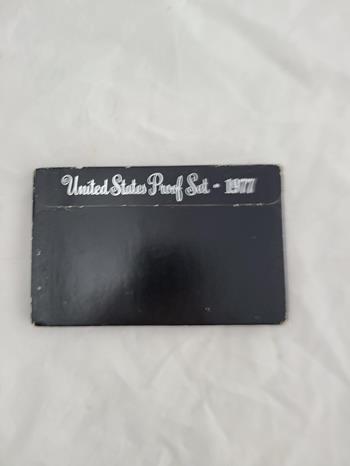 United States Proof Set - 1977